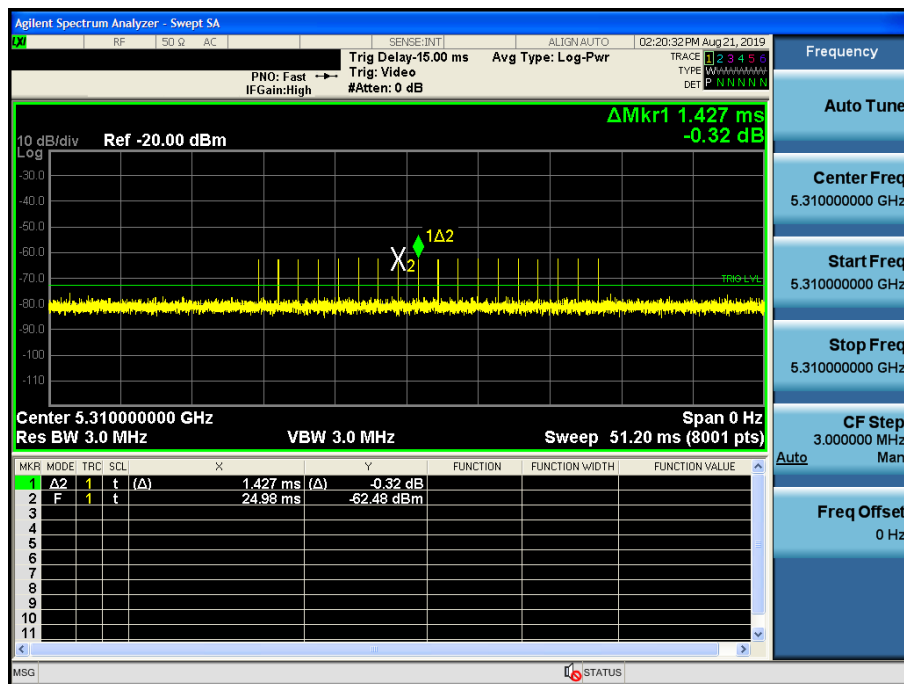 Agilent Spectrum Analyzer - Swept SA
LXI RF 50 Ω AC SENSE:INT ALIGNAUTO 02:20:32 PM Aug 21, 2019
Frequency
Trig Delay-15.00 ms Avg Type: Log-Pwr TRACE 1 2 3 4 5 6
PNO: Fast Trig: Video TYPE WWWWWW
IFGain:High #Atten: 0 dB DET P N N N N N
Auto Tune
ΔMkr1 1.427 ms
10 dB/div Ref -20.00 dBm -0.32 dB
Log
-30.0
-40.0
-50.0
-60.0
-70.0
-80.0
-90.0
-100
-110
1Δ2
X2
TRIG LVL
Center 5.310000000 GHz Span 0 Hz
Res BW 3.0 MHz VBW 3.0 MHz Sweep 51.20 ms (8001 pts)
Center Freq
5.310000000 GHz
Start Freq
5.310000000 GHz
Stop Freq
5.310000000 GHz
CF Step
3.000000 MHz
Auto Man
Freq Offset
0 Hz
MKR MODE TRC SCL X Y FUNCTION FUNCTION WIDTH FUNCTION VALUE
1 Δ2 1 t (Δ) 1.427 ms (Δ) -0.32 dB
2 F 1 t 24.98 ms -62.48 dBm
3
4
5
6
7
8
9
10
11
MSG STATUS